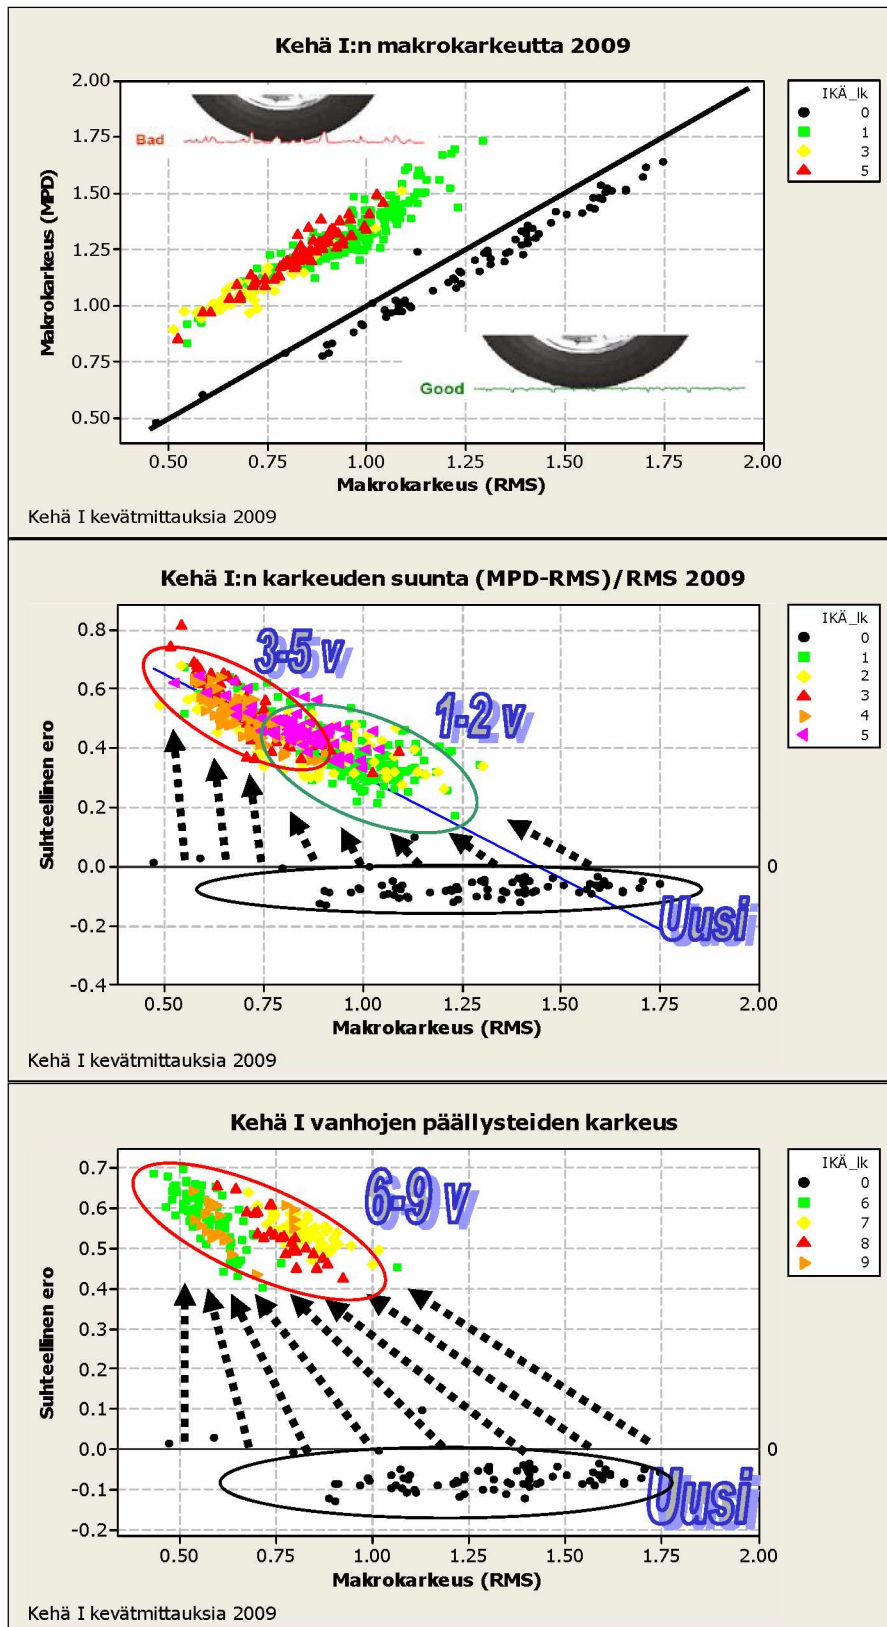 Kehä I:n makrokarkeutta 2009
2.00
1.75
1.50
1.25
1.00
0.75
0.50
Makrokarkeus (MPD)
Bad
Good
0.50 0.75 1.00 1.25 1.50 1.75 2.00
Makrokarkeus (RMS)
IKÄ_lk
0
1
3
5
Kehä I kevätmittauksia 2009
Kehä I:n karkeuden suunta (MPD-RMS)/RMS 2009
0.8
0.6
0.4
0.2
0.0
-0.2
-0.4
Suhteellinen ero
3-5 v
1-2 v
Uusi
0
0.50 0.75 1.00 1.25 1.50 1.75 2.00
Makrokarkeus (RMS)
IKÄ_lk
0
1
2
3
4
5
Kehä I kevätmittauksia 2009
Kehä I vanhojen päällysteiden karkeus
0.7
0.6
0.5
0.4
0.3
0.2
0.1
0.0
-0.1
-0.2
Suhteellinen ero
6-9 v
Uusi
0
0.50 0.75 1.00 1.25 1.50 1.75 2.00
Makrokarkeus (RMS)
IKÄ_lk
0
6
7
8
9
Kehä I kevätmittauksia 2009